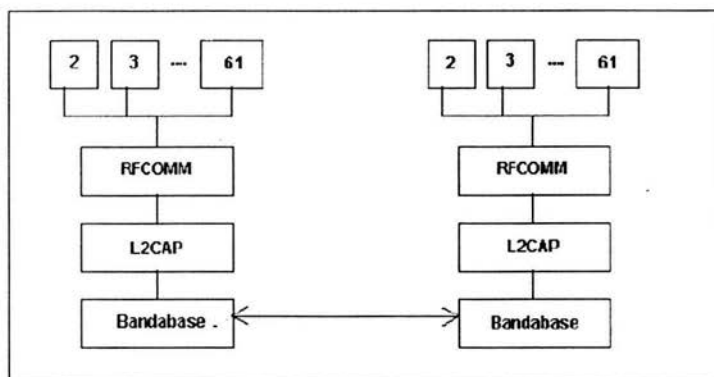 2 3 ---- 61 2 3 ---- 61
RFCOMM RFCOMM
L2CAP L2CAP
Bandabase Bandabase